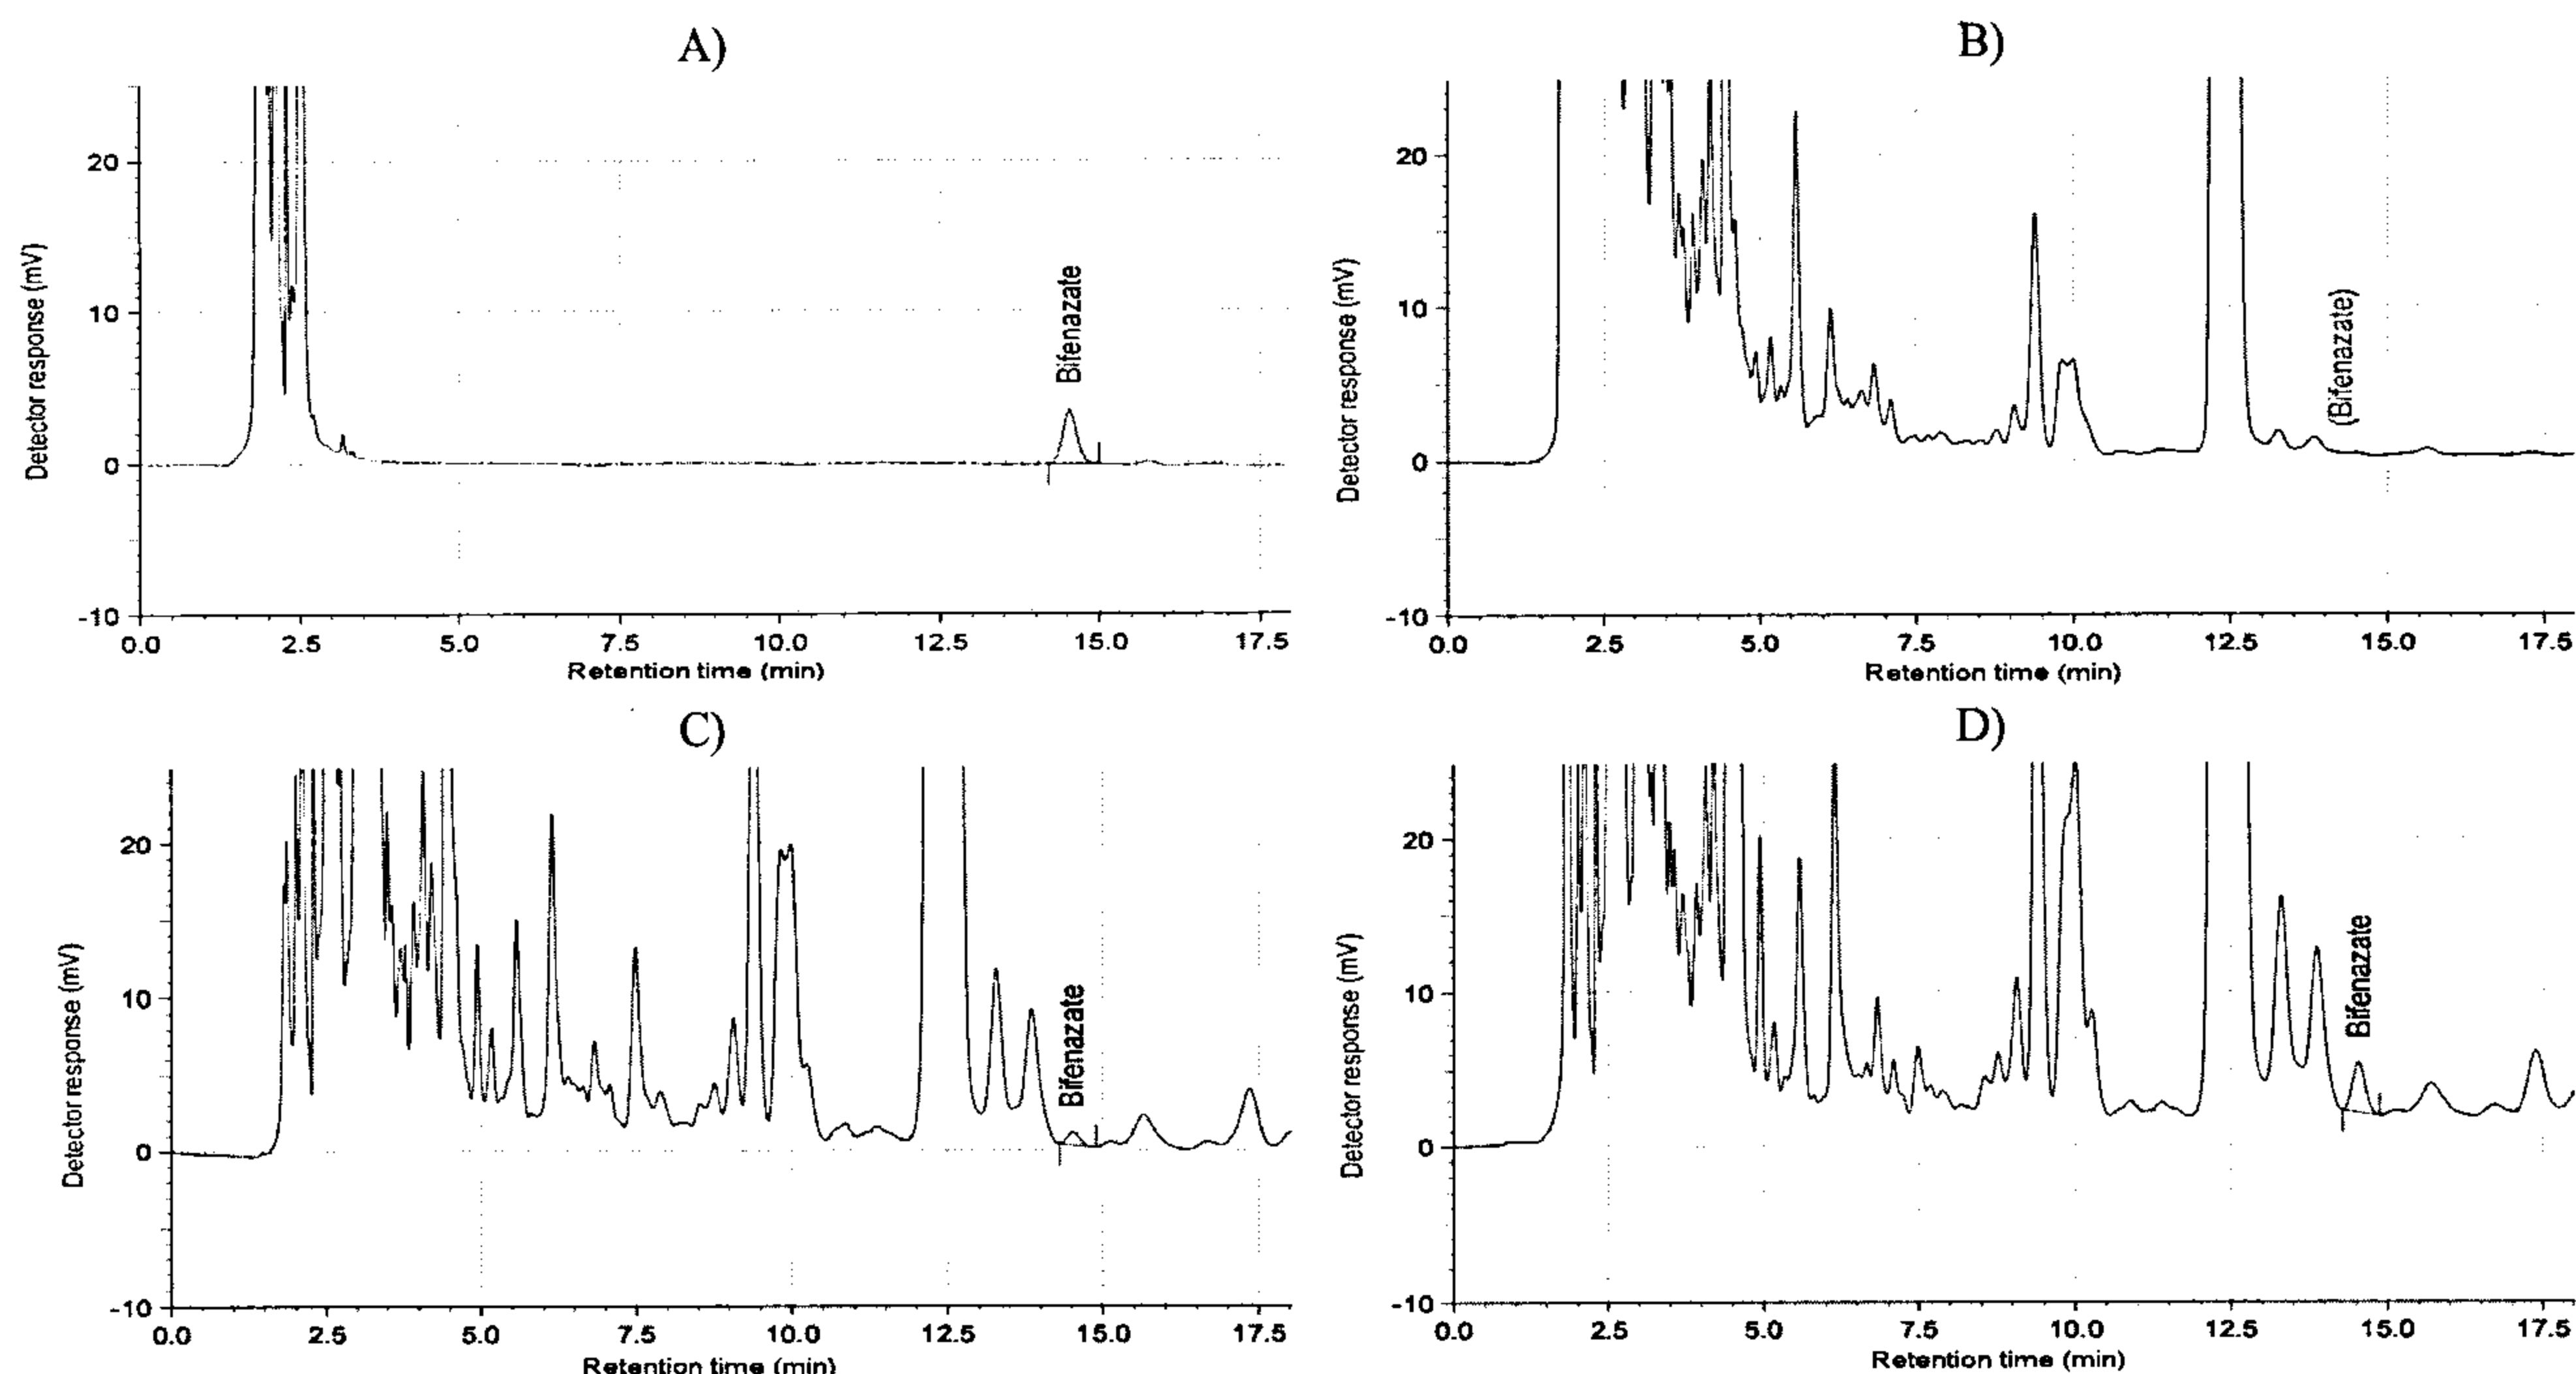 A)
Detector response (mV)
20
10
0
-10
Bifenazate
0.0 2.5 5.0 7.5 10.0 12.5 15.0 17.5
Retention time (min)
B)
Detector response (mV)
20
10
0
-10
(Bifenazate)
0.0 2.5 5.0 7.5 10.0 12.5 15.0 17.5
Retention time (min)
C)
Detector response (mV)
20
10
0
-10
Bifenazate
0.0 2.5 5.0 7.5 10.0 12.5 15.0 17.5
Retention time (min)
D)
Detector response (mV)
20
10
0
-10
Bifenazate
0.0 2.5 5.0 7.5 10.0 12.5 15.0 17.5
Retention time (min)